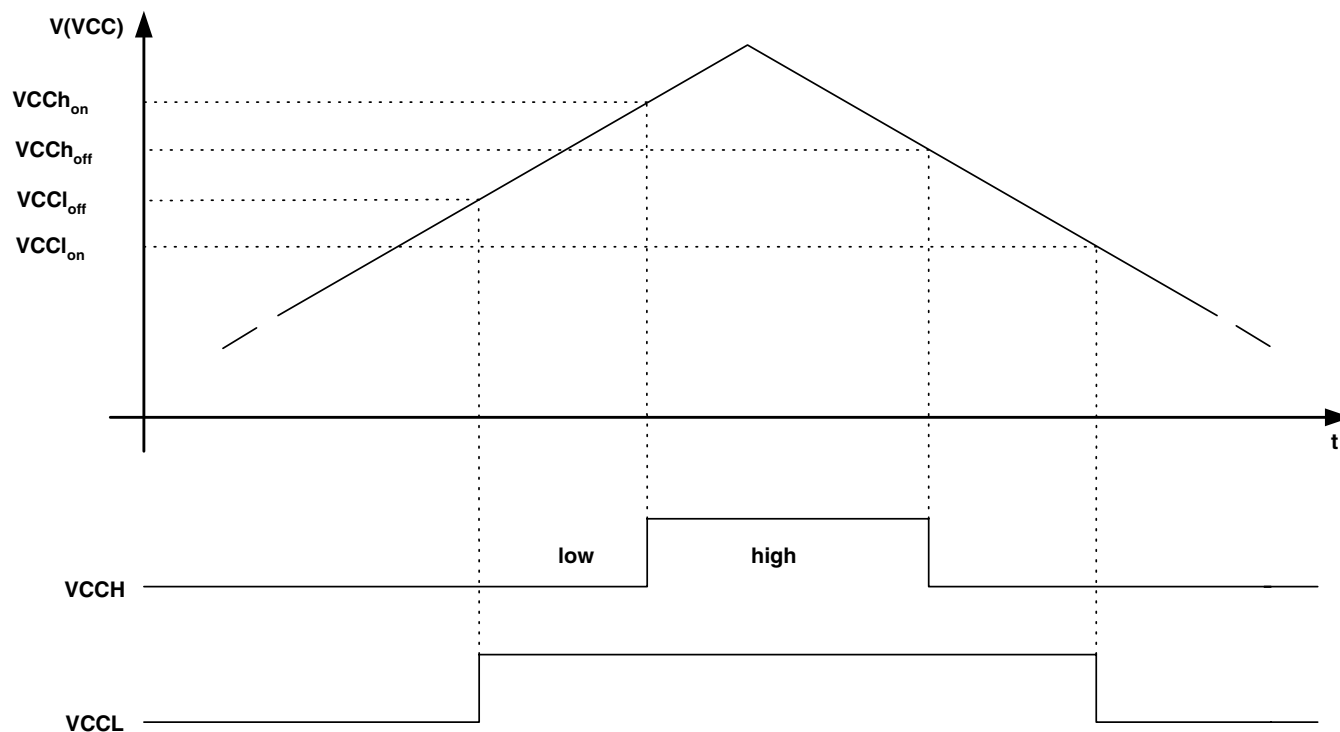 V(VCC)
VCCh_on
VCCh_off
VCCl_off
VCCl_on
t
low high
VCCH
VCCL